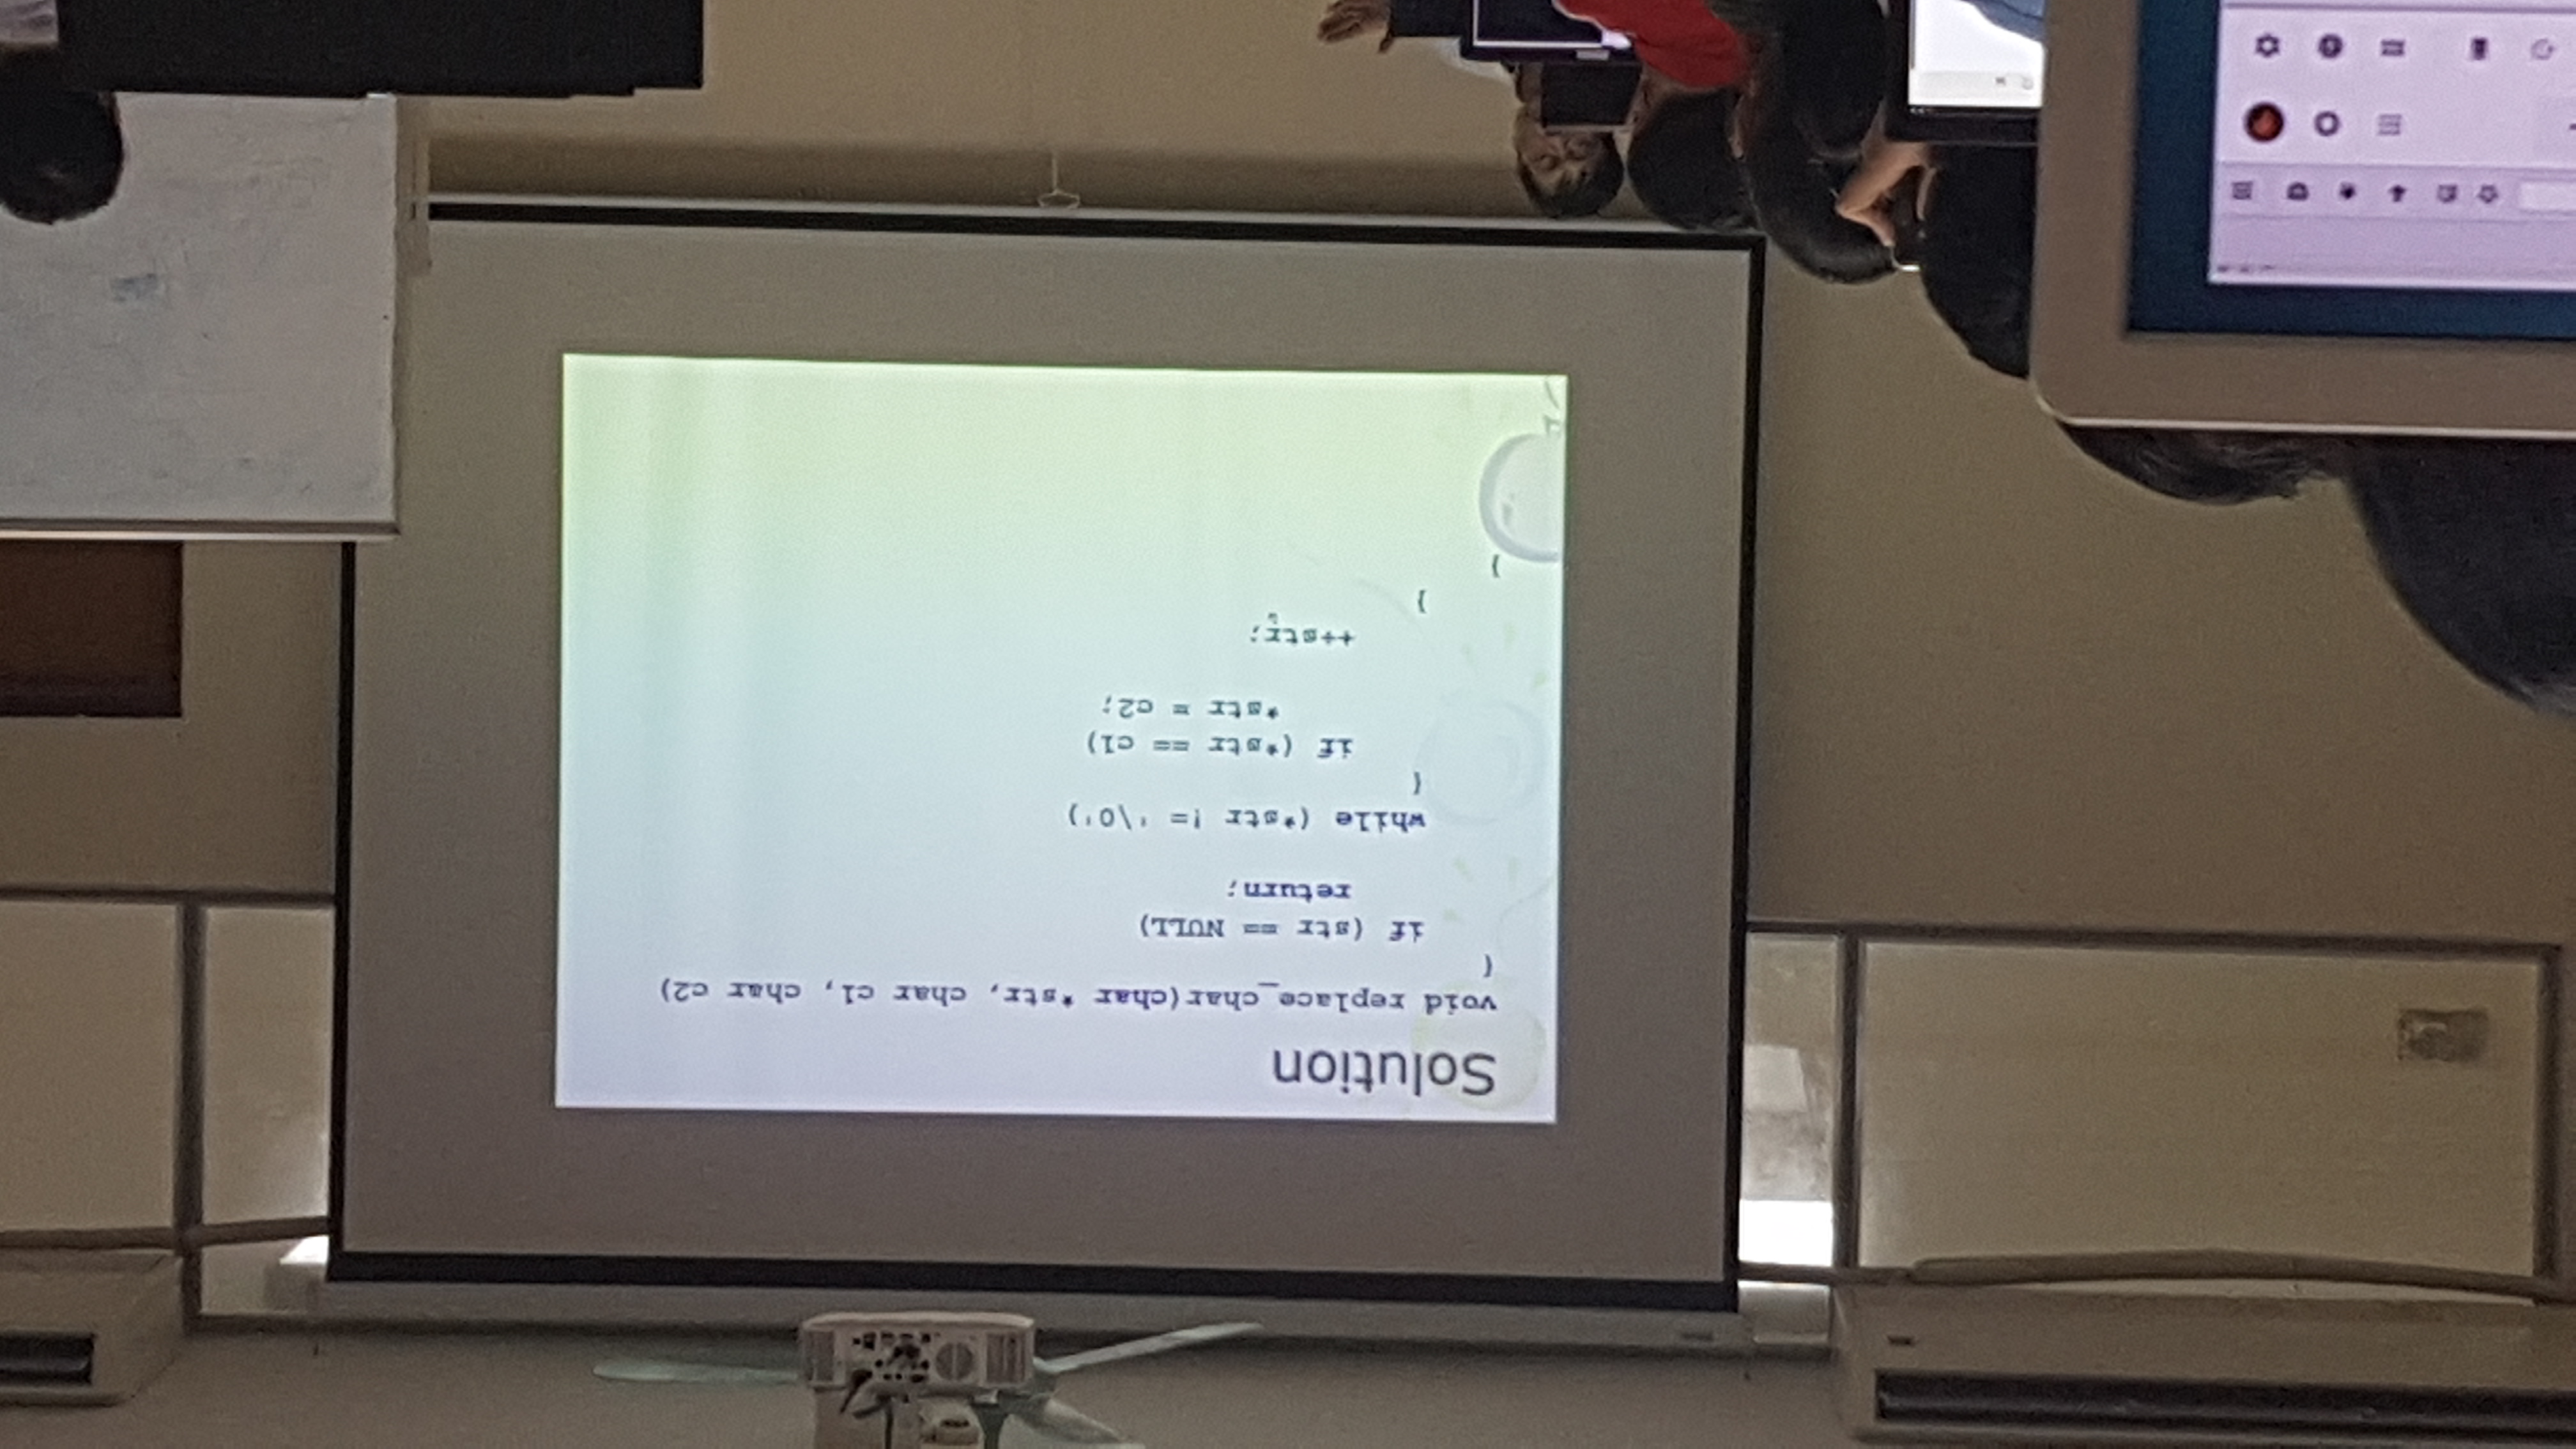 Solution
void replace_char(char *str, char c1, char c2)
{
    if (str == NULL)
        return;
    while (*str != '\0')
    {
        if (*str == c1)
            *str = c2;
        ++str;
    }
}